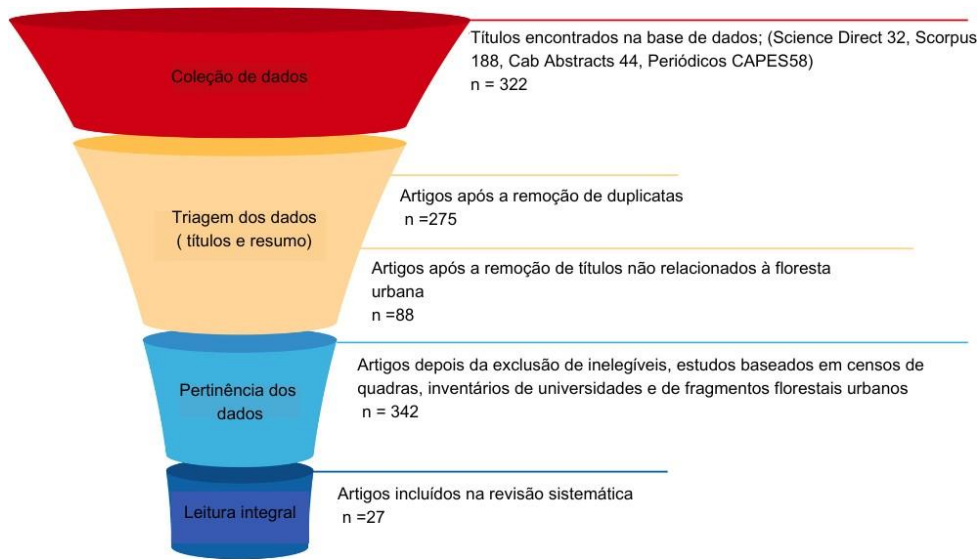 Coleção de dados
Títulos encontrados na base de dados; (Science Direct 32, Scorpus
188, Cab Abstracts 44, Periódicos CAPES58)
n = 322
Triagem dos dados
( títulos e resumo)
Artigos após a remoção de duplicatas
n =275
Artigos após a remoção de títulos não relacionados à floresta
urbana
n =88
Pertinência dos
dados
Artigos depois da exclusão de inelegíveis, estudos baseados em censos de
quadras, inventários de universidades e de fragmentos florestais urbanos
n = 342
Leitura integral
Artigos incluídos na revisão sistemática
n =27